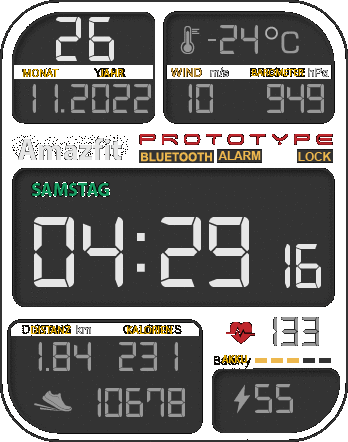 26 -24°C
MONAT YEAR WIND m/s PRESSURE hPa
11.2022 10 949
Amazfit PROTOTYPE
BLUETOOTH ALARM LOCK
SAMSTAG
04:29 16
DISTANS km CALORIES 133
1.84 231
10678 55